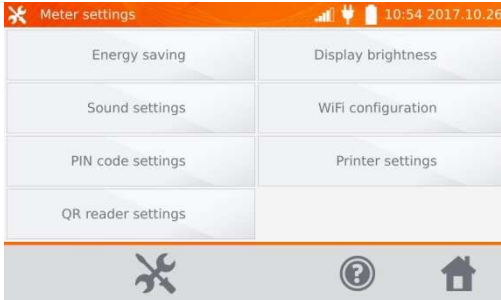 Meter settings 10:54 2017.10.26
Energy saving Display brightness
Sound settings WiFi configuration
PIN code settings Printer settings
QR reader settings
?